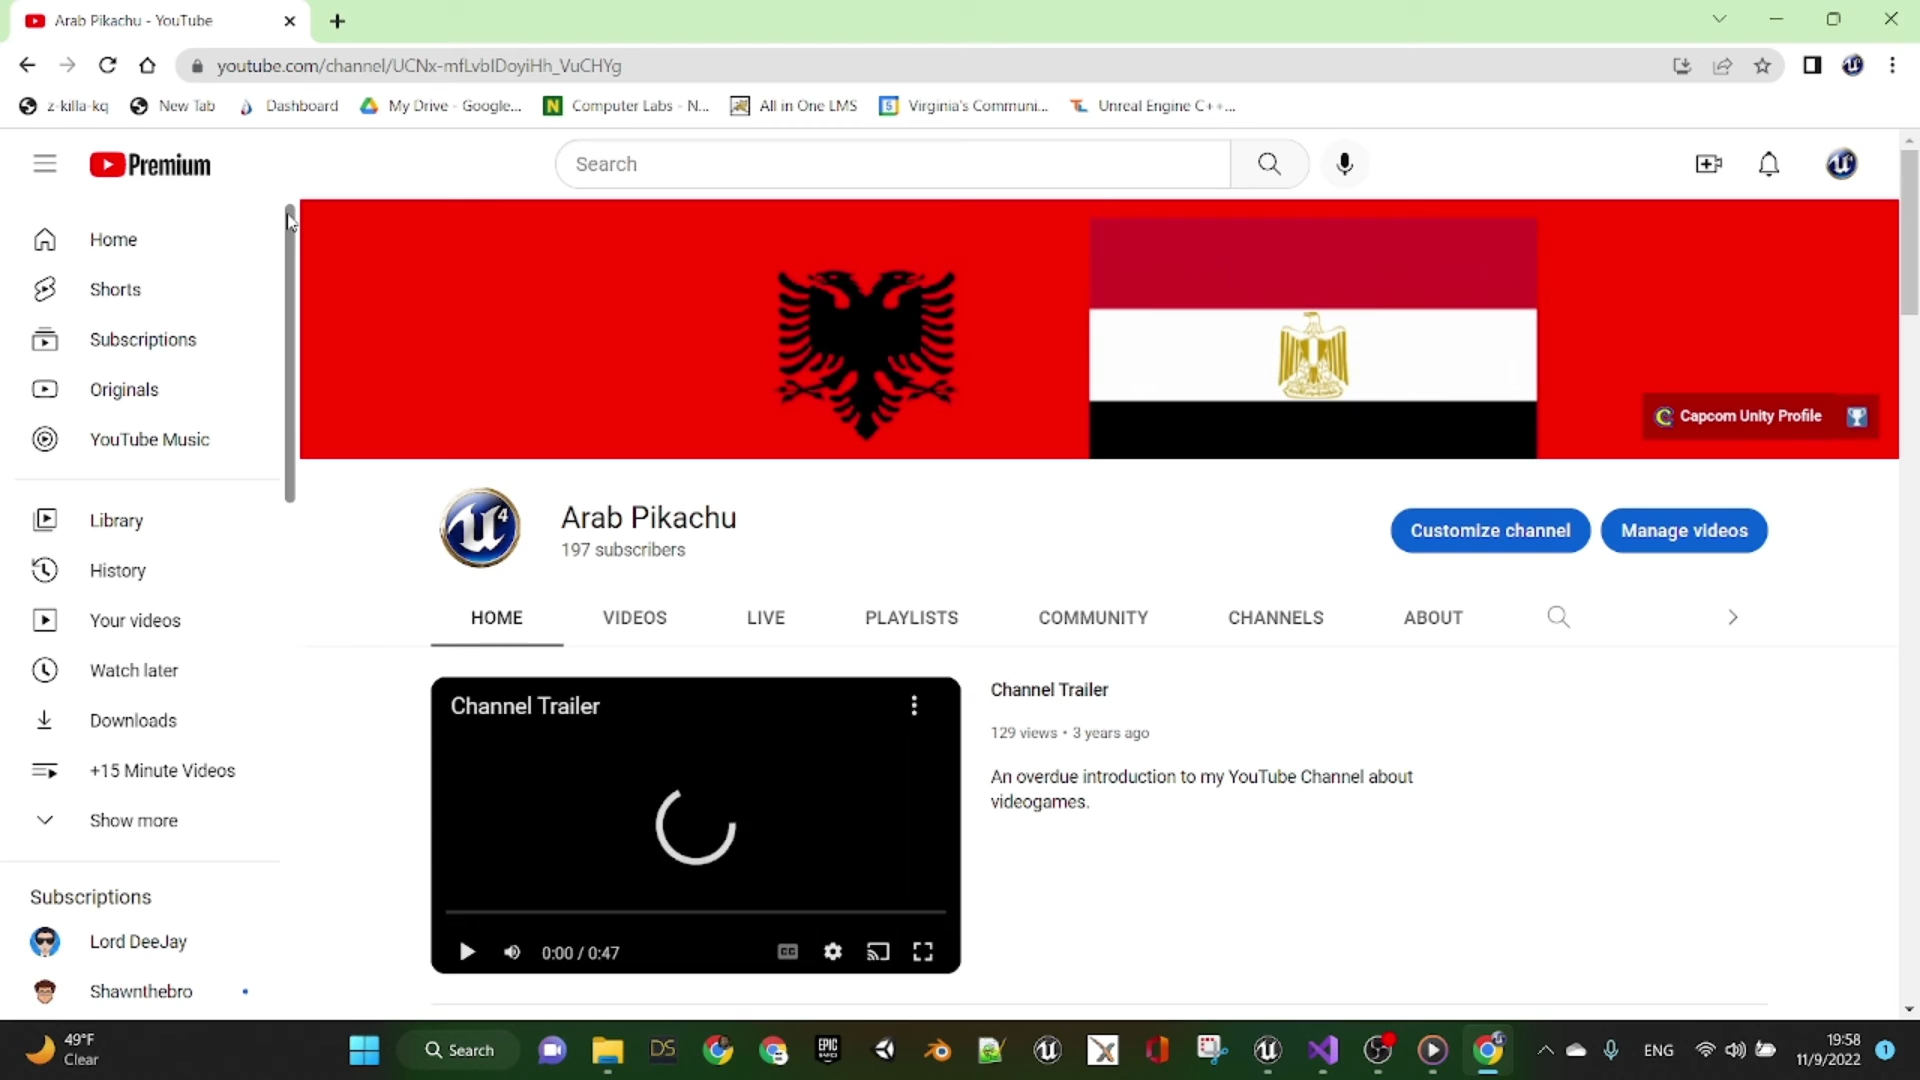 Arab Pikachu - YouTube
youtube.com/channel/UCNx-mfLvbIDoyiHh_VuCHYg
z-killa-kq New Tab Dashboard My Drive - Google... Computer Labs - N... All in One LMS Virginia's Communi... Unreal Engine C++...
Premium
Search
Home
Shorts
Subscriptions
Originals
YouTube Music
Library
History
Your videos
Watch later
Downloads
+15 Minute Videos
Show more
Subscriptions
Lord DeeJay
Shawnthebro
Capcom Unity Profile
Arab Pikachu
197 subscribers
Customize channel Manage videos
HOME VIDEOS LIVE PLAYLISTS COMMUNITY CHANNELS ABOUT
Channel Trailer
0:00 / 0:47
Channel Trailer
129 views • 3 years ago
An overdue introduction to my YouTube Channel about
videogames.
49°F
Clear
Search
DS
EPIC
GAMES
ENG
19:58
11/9/2022
1